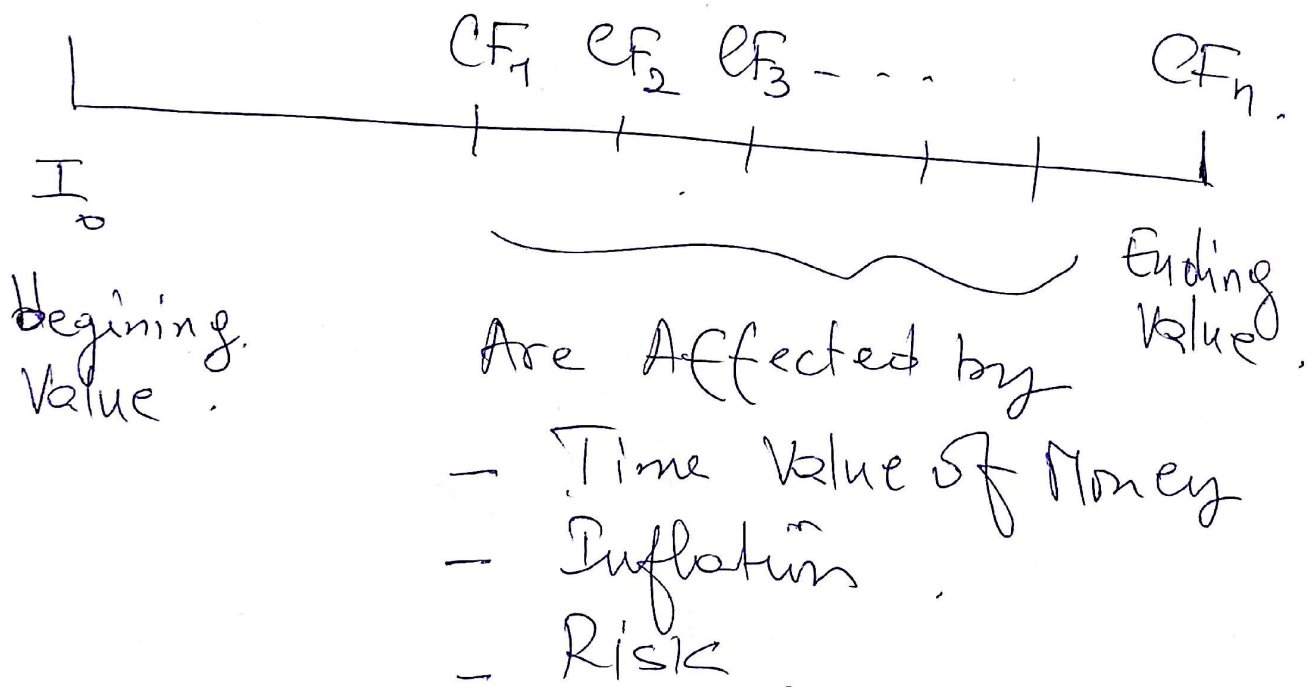 CF₁ CF₂ CF₃ - - - . CFₙ.
I₀
Begining. Value.
Ending Value.
Are Affected by
- Time Value of Money
- Inflation.
- Risk